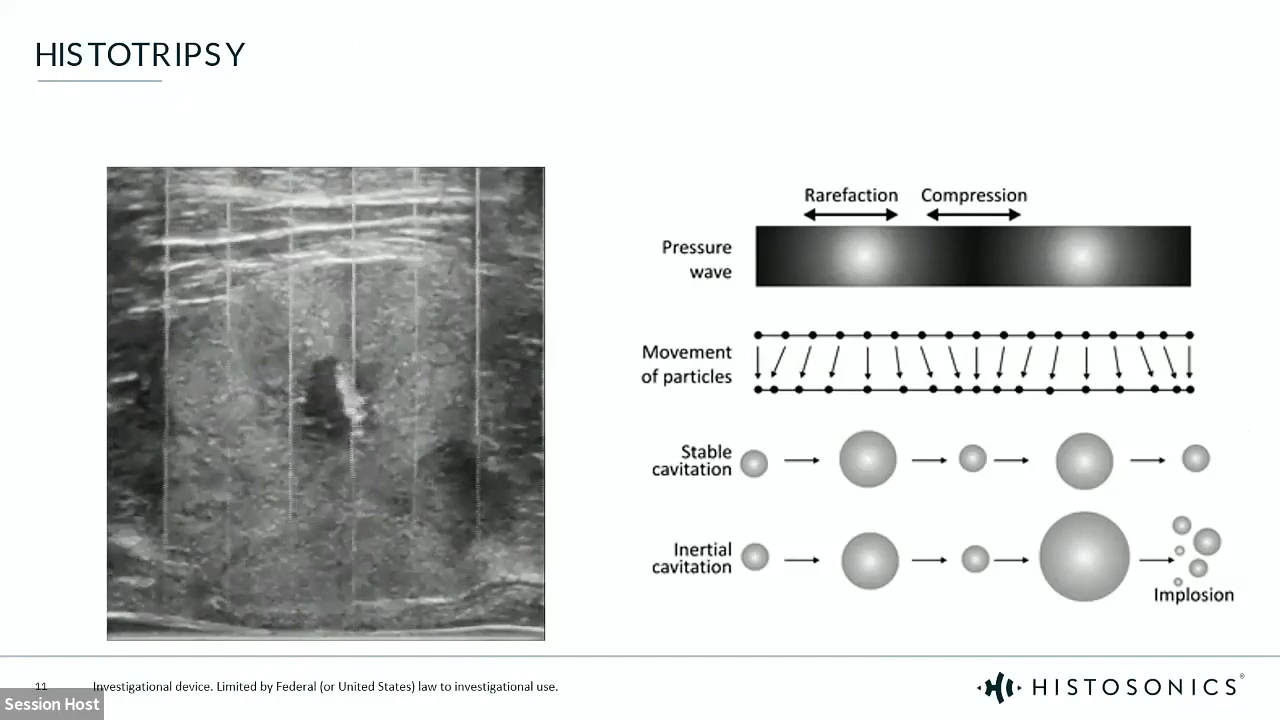 HISTOTRIPSY
Rarefaction Compression
Pressure
wave
Movement
of particles
Stable
cavitation
Inertial
cavitation
Implosion
11 Investigational device. Limited by Federal (or United States) law to investigational use.
HISTOSONICS®
Session Host